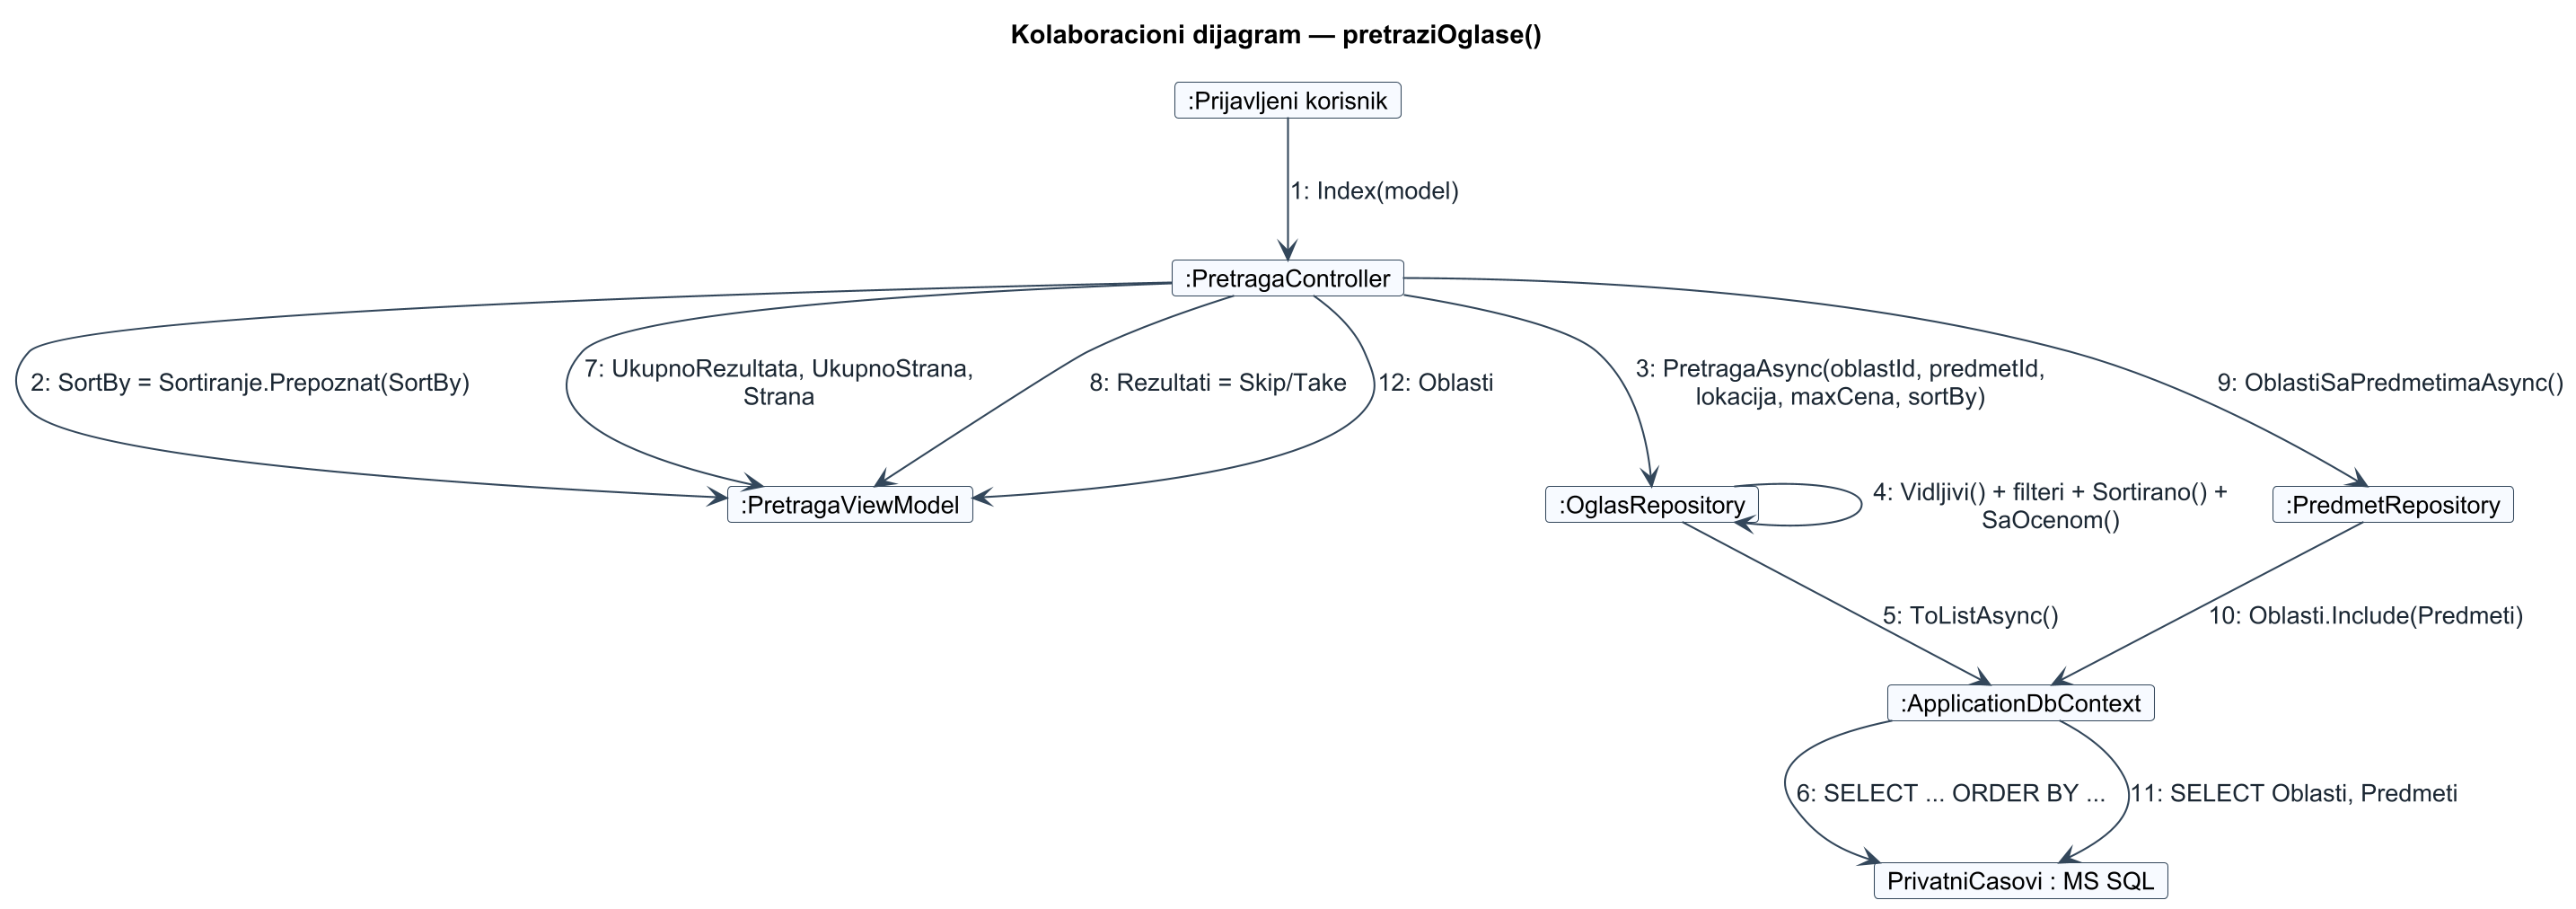 Kolaboracioni dijagram — pretraziOglase()
:Prijavljeni korisnik
1: Index(model)
:PretragaController
2: SortBy = Sortiranje.Prepoznat(SortBy)
7: UkupnoRezultata, UkupnoStrana,
Strana
8: Rezultati = Skip/Take
12: Oblasti
3: PretragaAsync(oblastId, predmetId,
lokacija, maxCena, sortBy)
9: OblastiSaPredmetimaAsync()
:PretragaViewModel
:OglasRepository
4: Vidljivi() + filteri + Sortirano() +
SaOcenom()
:PredmetRepository
5: ToListAsync()
10: Oblasti.Include(Predmeti)
:ApplicationDbContext
6: SELECT ... ORDER BY ...
11: SELECT Oblasti, Predmeti
PrivatniCasovi : MS SQL